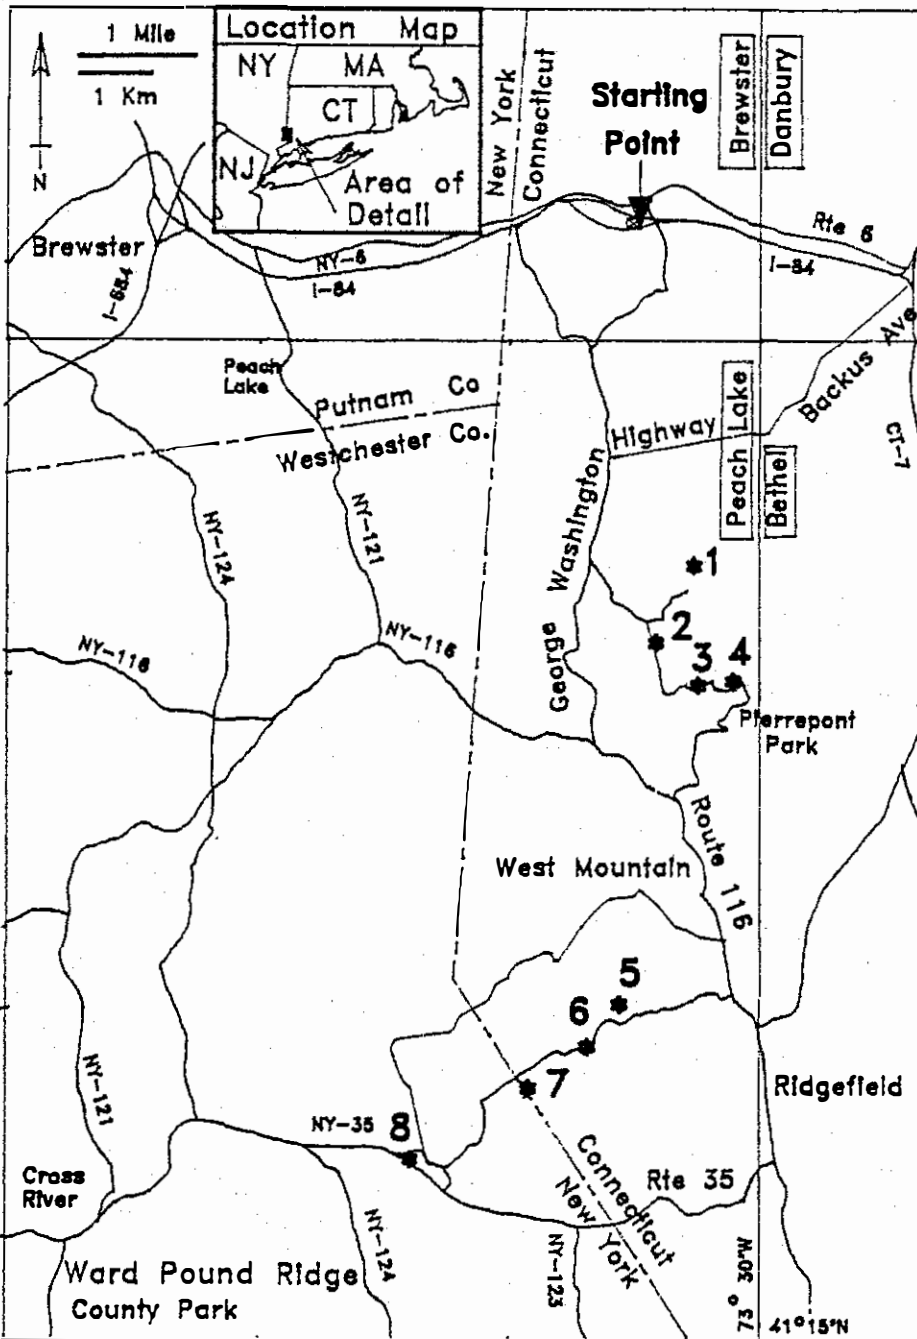 1 Mile
1 Km
N
Location Map
NY
MA
CT
NJ
Area of
Detail
New York
Connecticut
Starting
Point
Brewster
Danbury
Brewster
I-684
NY-6
I-84
Rte 6
I-84
Peach
Lake
Putnam Co
Westchester Co.
Highway
Backus Ave
Peach Lake
Bethel
CT-7
George Washington
NY-124
NY-121
NY-116
NY-116
1
2
3
4
Pierrepont
Park
Route 116
West Mountain
5
6
7
8
NY-121
NY-35
Ridgefield
Cross
River
Connecticut
New York
Rte 35
NY-124
NY-123
Ward Pound Ridge
County Park
73° 30"W
41°15"N